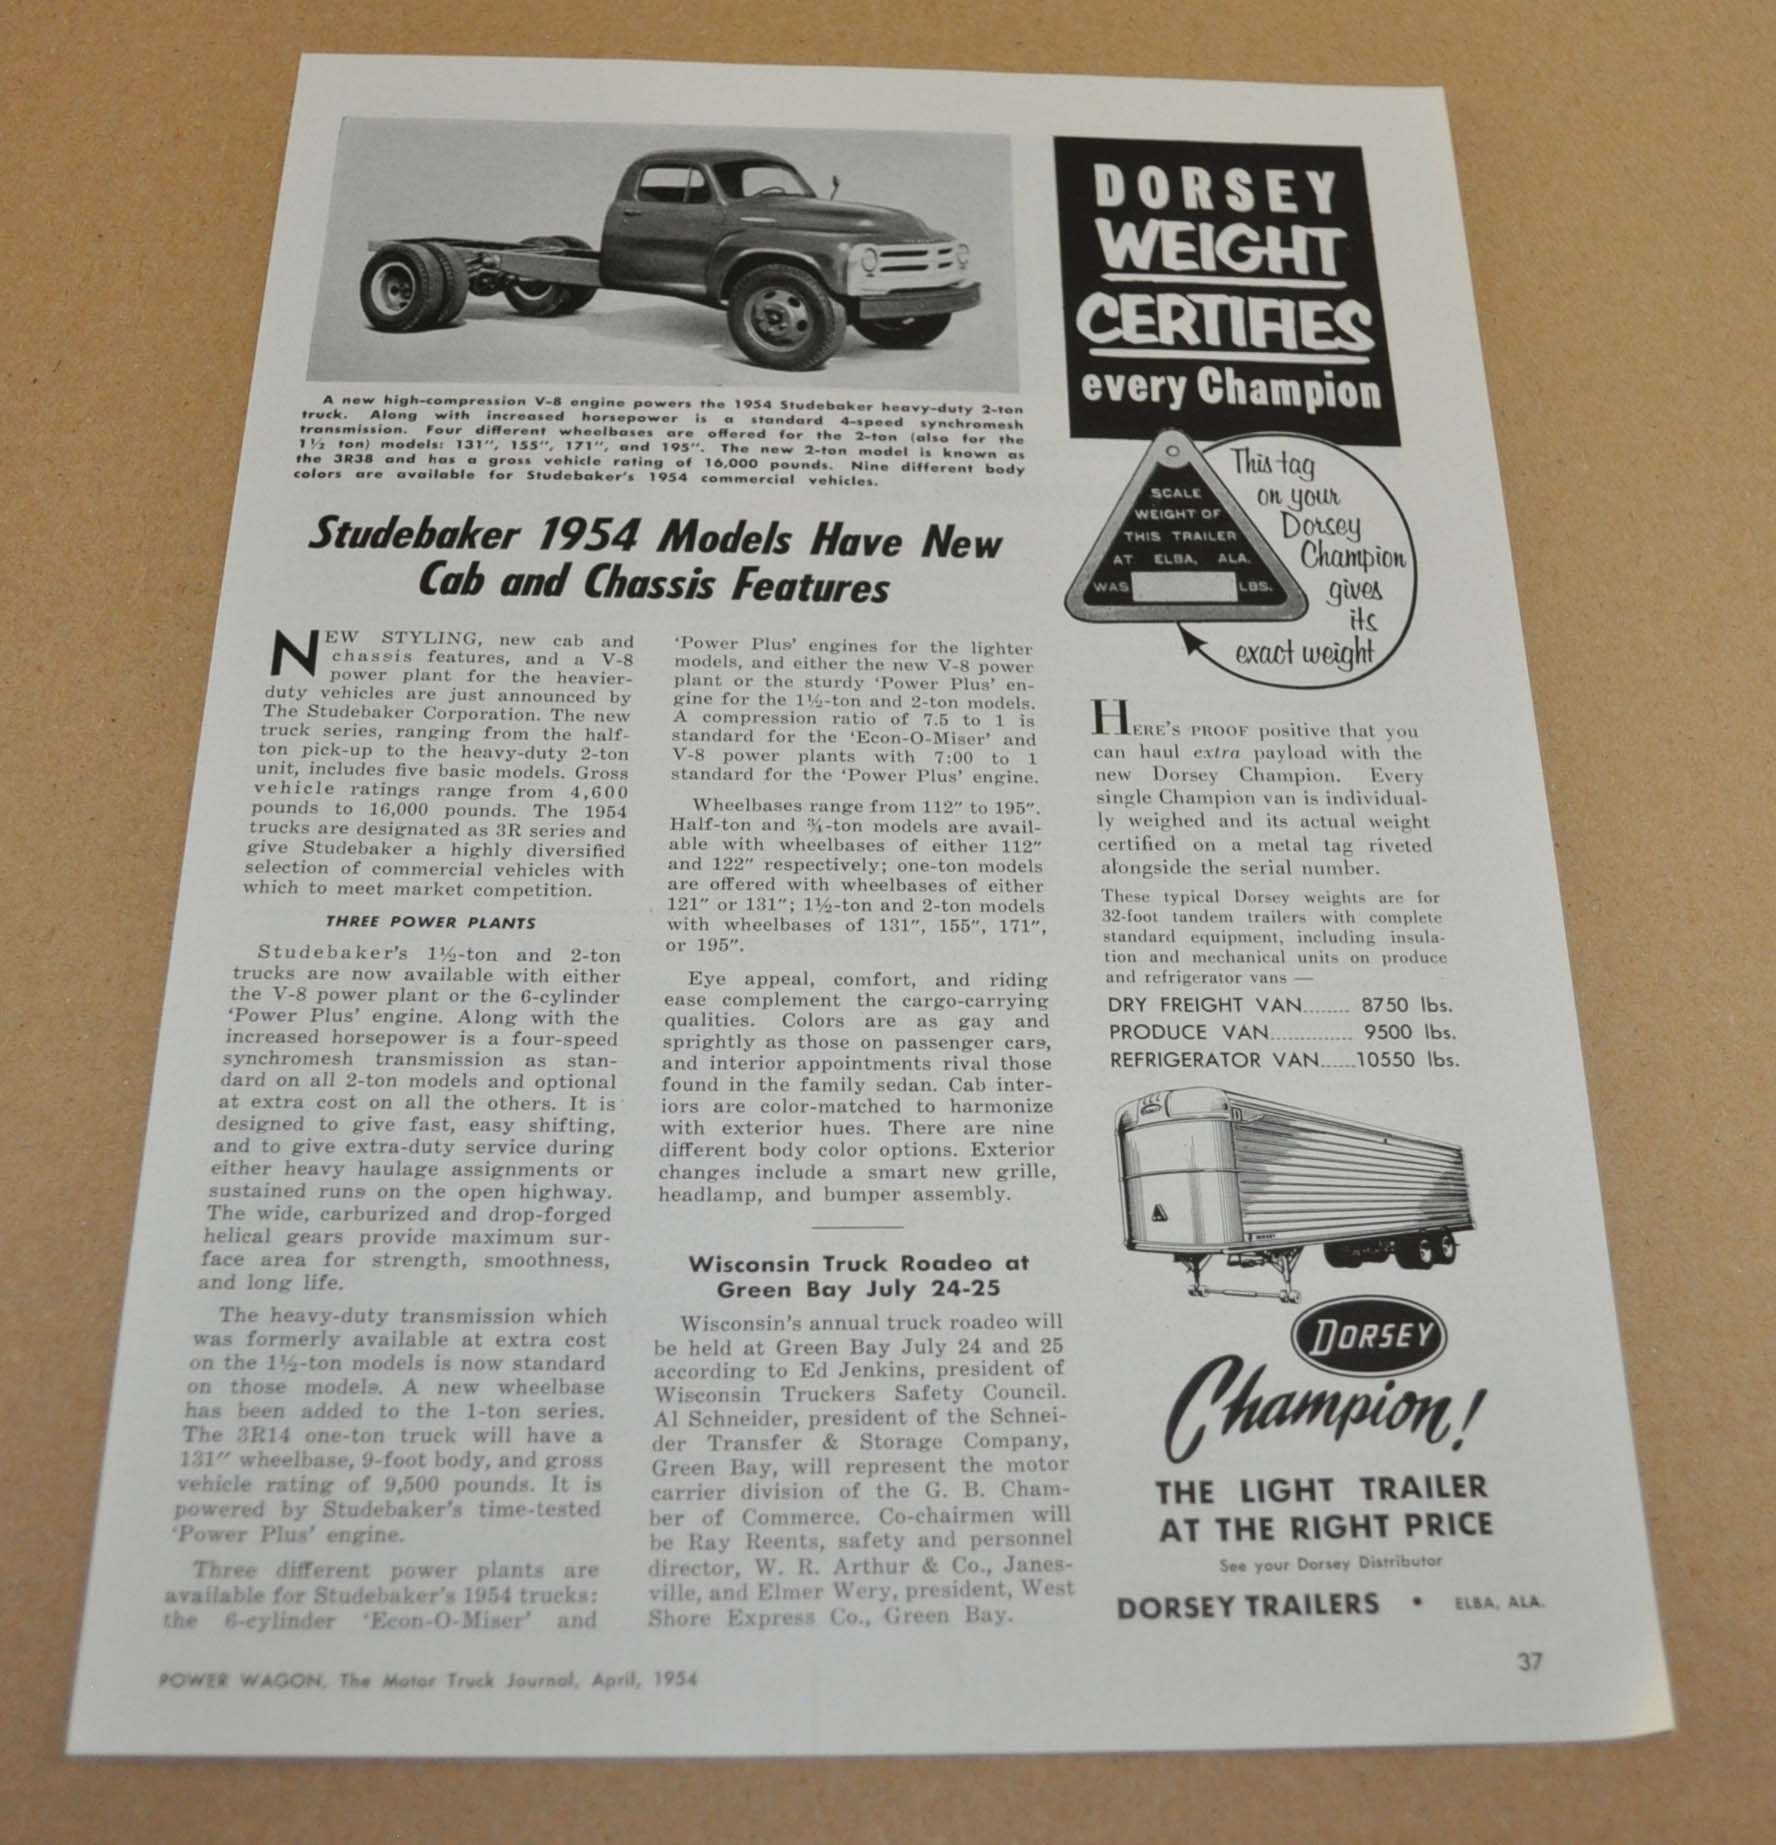 A new high-compression V-8 engine powers the 1954 Studebaker heavy-duty 2-ton
truck. Along with increased horsepower is a standard 4-speed synchromesh
transmission. Four different wheelbases are offered for the 2-ton (also for the
1½ ton) models: 131″, 155″, 171″, and 195″. The new 2-ton model is known as
the 3R38 and has a gross vehicle rating of 16,000 pounds. Nine different body
colors are available for Studebaker's 1954 commercial vehicles.
Studebaker 1954 Models Have New
Cab and Chassis Features
NEW STYLING, new cab and
chassis features, and a V-8
power plant for the heavier-
duty vehicles are just announced by
The Studebaker Corporation. The new
truck series, ranging from the half-
ton pick-up to the heavy-duty 2-ton
unit, includes five basic models. Gross
vehicle ratings range from 4,600
pounds to 16,000 pounds. The 1954
trucks are designated as 3R series and
give Studebaker a highly diversified
selection of commercial vehicles with
which to meet market competition.
THREE POWER PLANTS
Studebaker's 1½-ton and 2-ton
trucks are now available with either
the V-8 power plant or the 6-cylinder
'Power Plus' engine. Along with the
increased horsepower is a four-speed
synchromesh transmission as stan-
dard on all 2-ton models and optional
at extra cost on all the others. It is
designed to give fast, easy shifting,
and to give extra-duty service during
either heavy haulage assignments or
sustained runs on the open highway.
The wide, carburized and drop-forged
helical gears provide maximum sur-
face area for strength, smoothness,
and long life.
The heavy-duty transmission which
was formerly available at extra cost
on the 1½-ton models is now standard
on those models. A new wheelbase
has been added to the 1-ton series.
The 3R14 one-ton truck will have a
131″ wheelbase, 9-foot body, and gross
vehicle rating of 9,500 pounds. It is
powered by Studebaker's time-tested
'Power Plus' engine.
Three different power plants are
available for Studebaker's 1954 trucks:
the 6-cylinder 'Econ-O-Miser' and
'Power Plus' engines for the lighter
models, and either the new V-8 power
plant or the sturdy 'Power Plus' en-
gine for the 1½-ton and 2-ton models.
A compression ratio of 7.5 to 1 is
standard for the 'Econ-O-Miser' and
V-8 power plants with 7:00 to 1
standard for the 'Power Plus' engine.
Wheelbases range from 112″ to 195″.
Half-ton and ¾-ton models are avail-
able with wheelbases of either 112″
and 122″ respectively; one-ton models
are offered with wheelbases of either
121″ or 131″; 1½-ton and 2-ton models
with wheelbases of 131″, 155″, 171″,
or 195″.
Eye appeal, comfort, and riding
ease complement the cargo-carrying
qualities. Colors are as gay and
sprightly as those on passenger cars,
and interior appointments rival those
found in the family sedan. Cab inter-
iors are color-matched to harmonize
with exterior hues. There are nine
different body color options. Exterior
changes include a smart new grille,
headlamp, and bumper assembly.
Wisconsin Truck Roadeo at
Green Bay July 24-25
Wisconsin's annual truck roadeo will
be held at Green Bay July 24 and 25
according to Ed Jenkins, president of
Wisconsin Truckers Safety Council.
Al Schneider, president of the Schnei-
der Transfer & Storage Company,
Green Bay, will represent the motor
carrier division of the G. B. Cham-
ber of Commerce. Co-chairmen will
be Ray Reents, safety and personnel
director, W. R. Arthur & Co., Janes-
ville, and Elmer Wery, president, West
Shore Express Co., Green Bay.
DORSEY
WEIGHT
CERTIFIES
every Champion
SCALE
WEIGHT OF
THIS TRAILER
AT ELBA, ALA.
WAS LBS.
This tag
on your
Dorsey
Champion
gives
its
exact weight
HERE'S PROOF positive that you
can haul extra payload with the
new Dorsey Champion. Every
single Champion van is individual-
ly weighed and its actual weight
certified on a metal tag riveted
alongside the serial number.
These typical Dorsey weights are for
32-foot tandem trailers with complete
standard equipment, including insula-
tion and mechanical units on produce
and refrigerator vans —
DRY FREIGHT VAN........ 8750 lbs.
PRODUCE VAN.............. 9500 lbs.
REFRIGERATOR VAN......10550 lbs.
DORSEY
Champion!
THE LIGHT TRAILER
AT THE RIGHT PRICE
See your Dorsey Distributor
DORSEY TRAILERS • ELBA, ALA.
POWER WAGON, The Motor Truck Journal, April, 1954
37